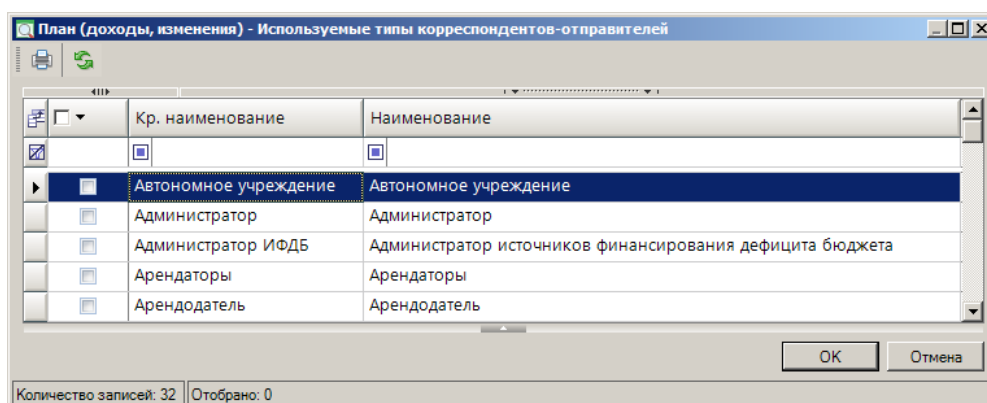 План (доходы, изменения) - Используемые типы корреспондентов-отправителей
Кр. наименование Наименование
Автономное учреждение Автономное учреждение
Администратор Администратор
Администратор ИФДБ Администратор источников финансирования дефицита бюджета
Арендаторы Арендаторы
Арендодатель Арендодатель
OK Отмена
Количество записей: 32 Отобрано: 0